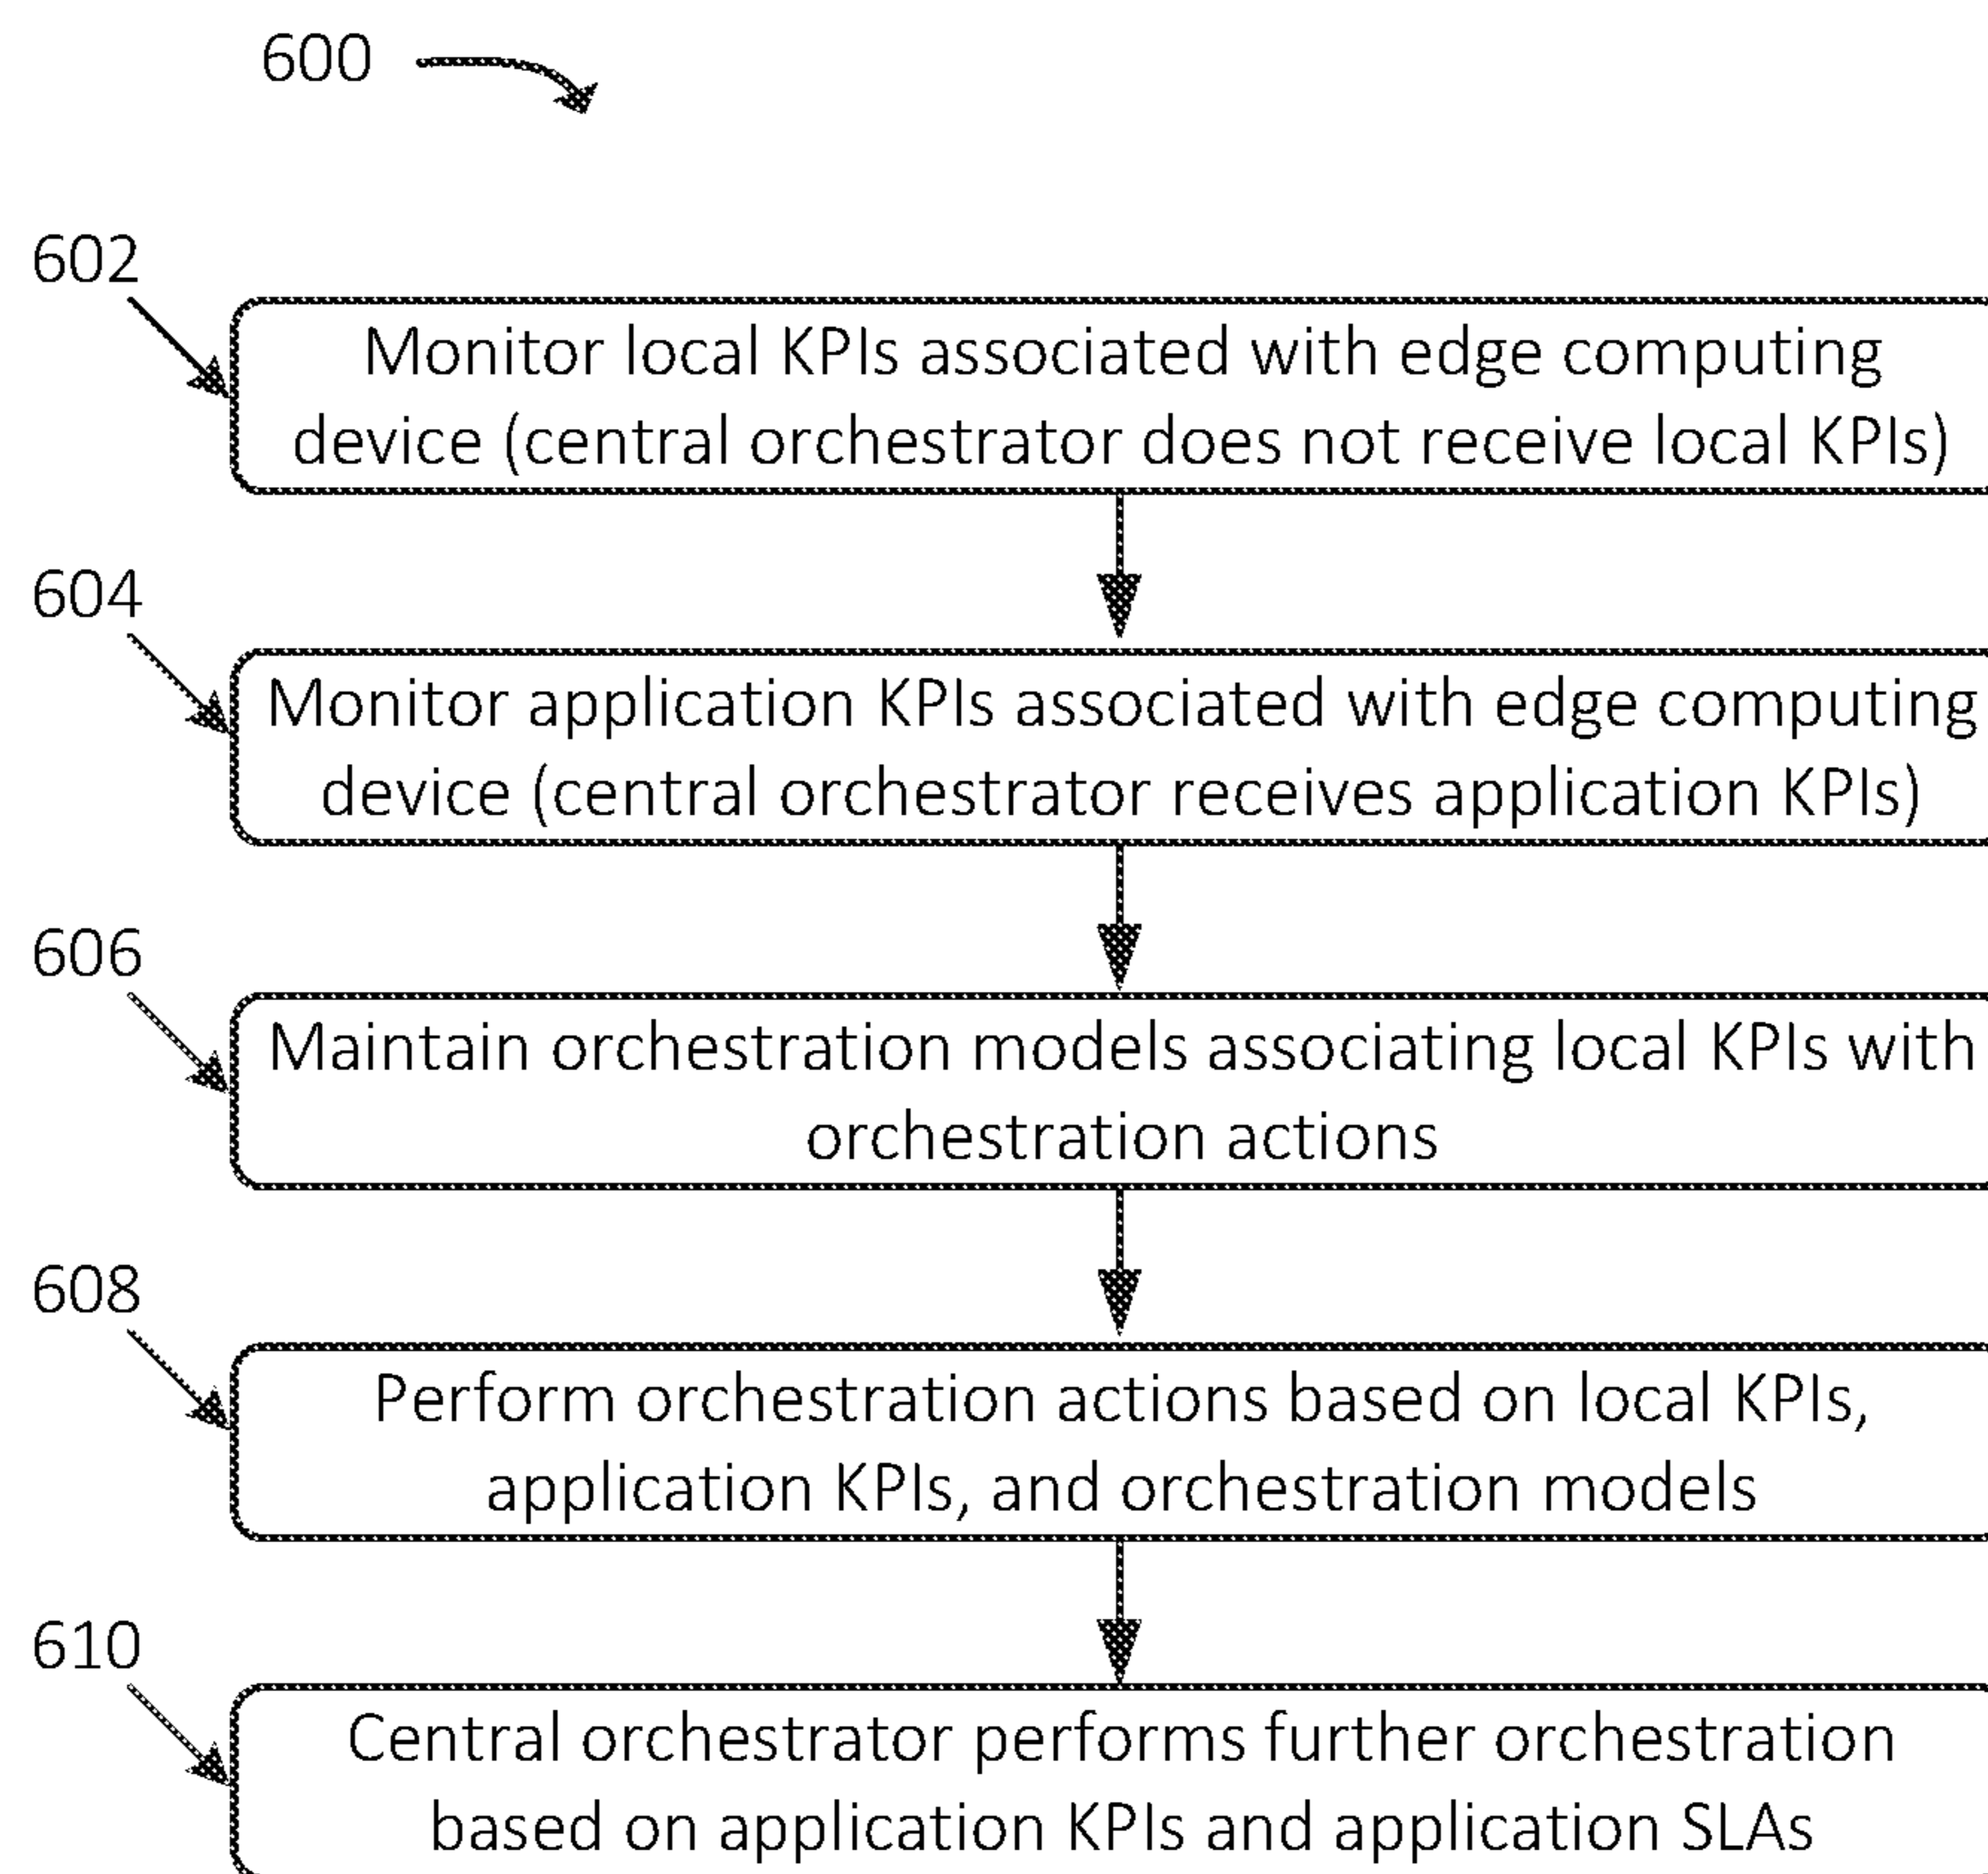 600
602
Monitor local KPIs associated with edge computing
device (central orchestrator does not receive local KPIs)
604
Monitor application KPIs associated with edge computing
device (central orchestrator receives application KPIs)
606
Maintain orchestration models associating local KPIs with
orchestration actions
608
Perform orchestration actions based on local KPIs,
application KPIs, and orchestration models
610
Central orchestrator performs further orchestration
based on application KPIs and application SLAs